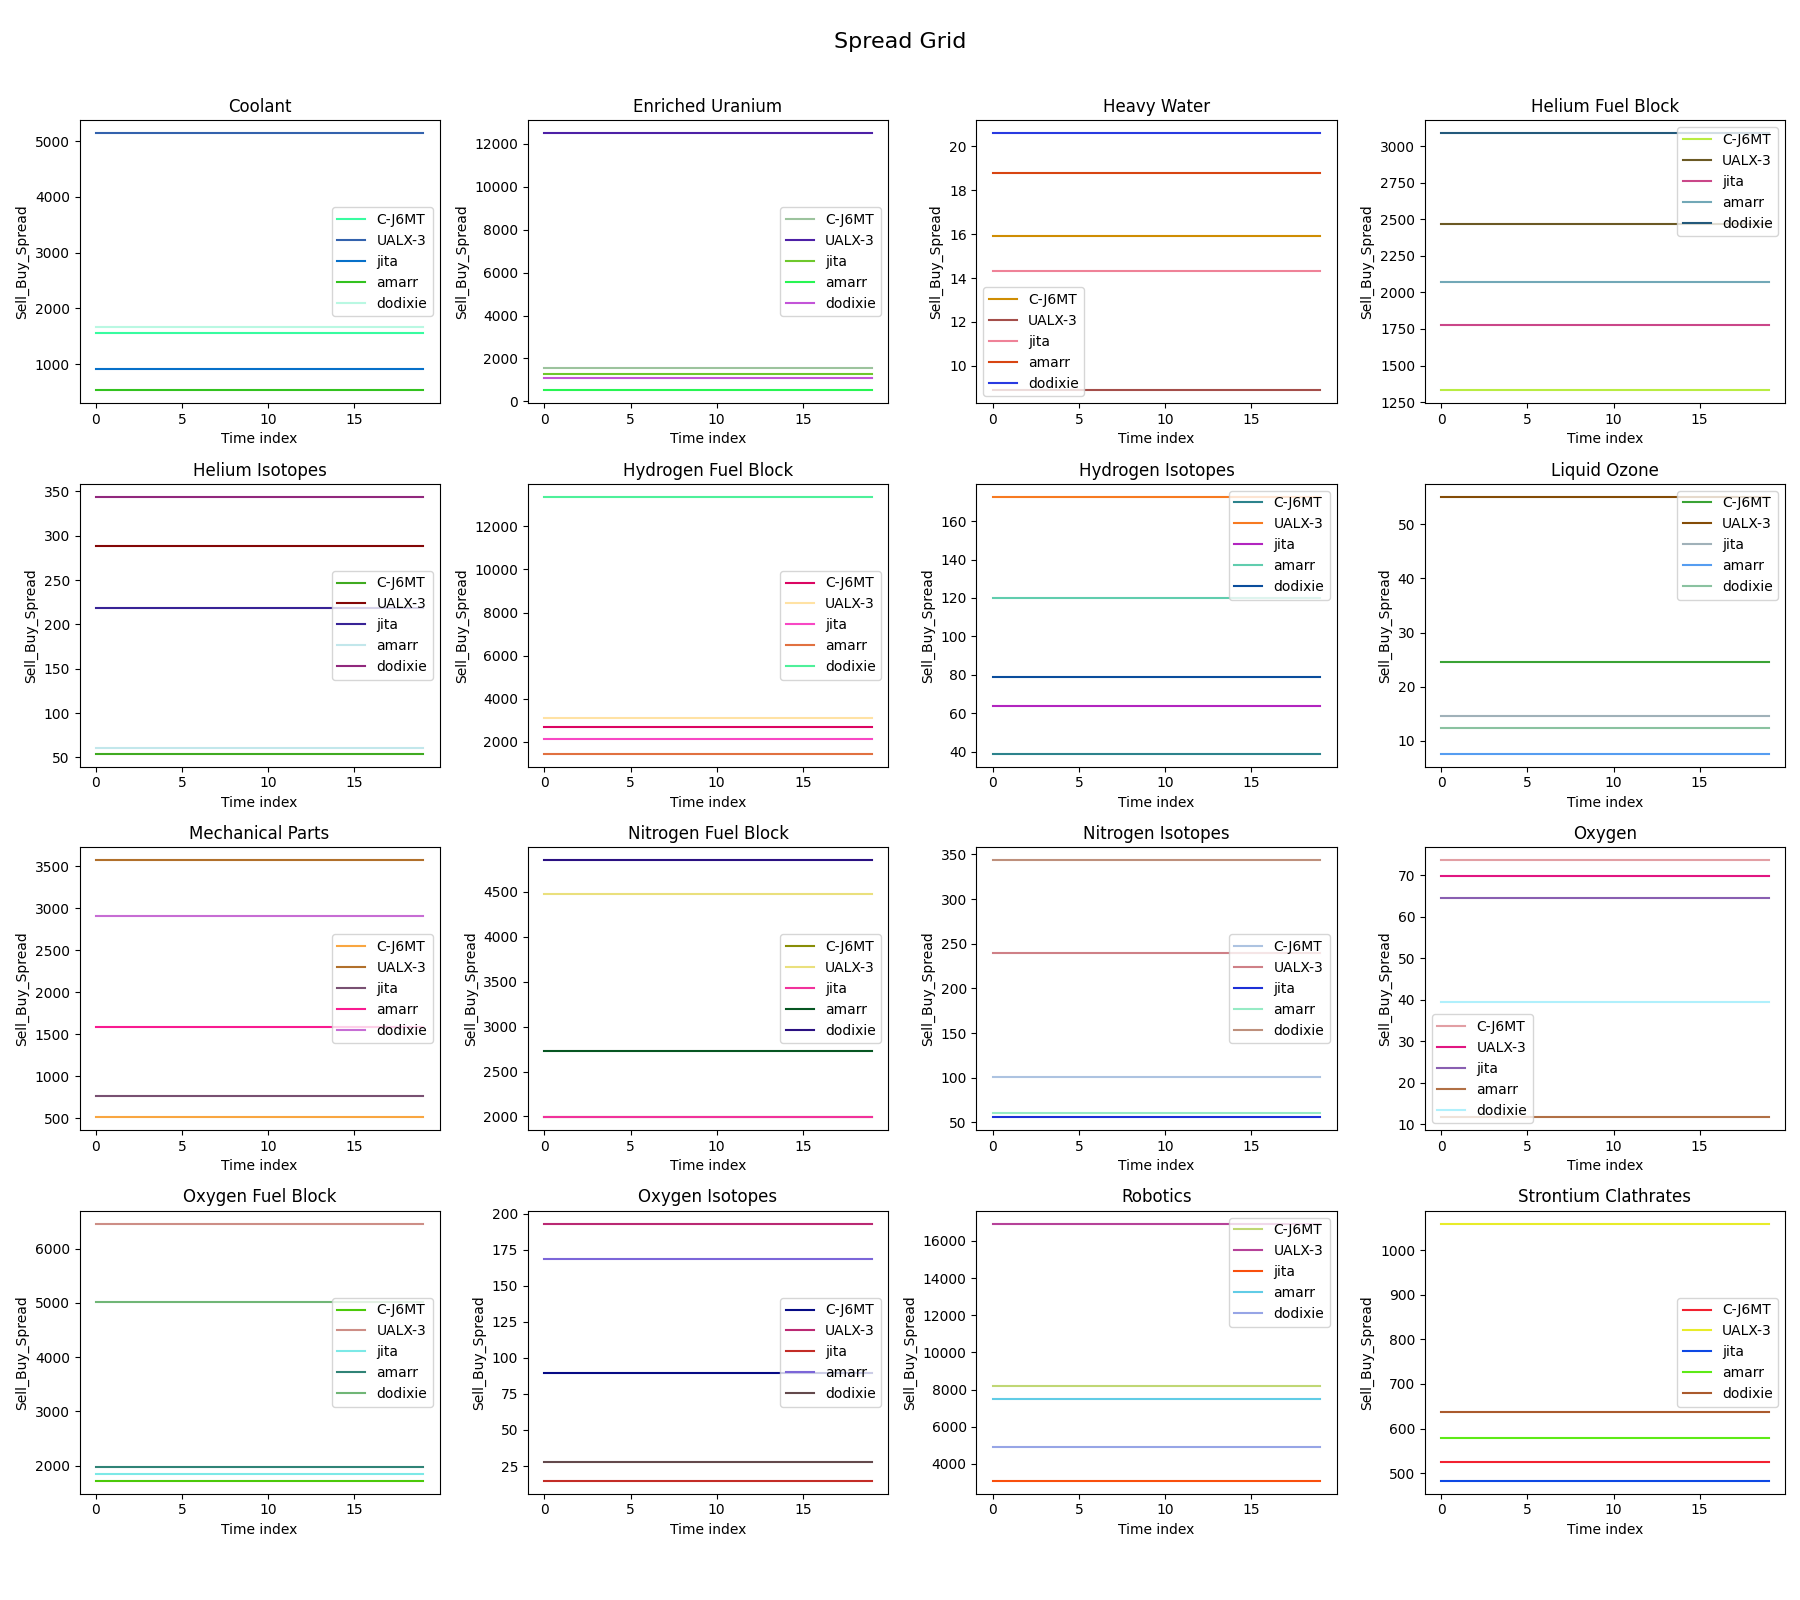 Spread Grid
Coolant
Sell_Buy_Spread
5000
4000
3000
2000
1000
C-J6MT
UALX-3
jita
amarr
dodixie
0 5 10 15
Time index
Enriched Uranium
Sell_Buy_Spread
12000
10000
8000
6000
4000
2000
0
C-J6MT
UALX-3
jita
amarr
dodixie
0 5 10 15
Time index
Heavy Water
Sell_Buy_Spread
20
18
16
14
12
10
C-J6MT
UALX-3
jita
amarr
dodixie
0 5 10 15
Time index
Helium Fuel Block
Sell_Buy_Spread
3000
2750
2500
2250
2000
1750
1500
1250
C-J6MT
UALX-3
jita
amarr
dodixie
0 5 10 15
Time index
Helium Isotopes
Sell_Buy_Spread
350
300
250
200
150
100
50
C-J6MT
UALX-3
jita
amarr
dodixie
0 5 10 15
Time index
Hydrogen Fuel Block
Sell_Buy_Spread
12000
10000
8000
6000
4000
2000
C-J6MT
UALX-3
jita
amarr
dodixie
0 5 10 15
Time index
Hydrogen Isotopes
Sell_Buy_Spread
160
140
120
100
80
60
40
C-J6MT
UALX-3
jita
amarr
dodixie
0 5 10 15
Time index
Liquid Ozone
Sell_Buy_Spread
50
40
30
20
10
C-J6MT
UALX-3
jita
amarr
dodixie
0 5 10 15
Time index
Mechanical Parts
Sell_Buy_Spread
3500
3000
2500
2000
1500
1000
500
C-J6MT
UALX-3
jita
amarr
dodixie
0 5 10 15
Time index
Nitrogen Fuel Block
Sell_Buy_Spread
4500
4000
3500
3000
2500
2000
C-J6MT
UALX-3
jita
amarr
dodixie
0 5 10 15
Time index
Nitrogen Isotopes
Sell_Buy_Spread
350
300
250
200
150
100
50
C-J6MT
UALX-3
jita
amarr
dodixie
0 5 10 15
Time index
Oxygen
Sell_Buy_Spread
70
60
50
40
30
20
10
C-J6MT
UALX-3
jita
amarr
dodixie
0 5 10 15
Time index
Oxygen Fuel Block
Sell_Buy_Spread
6000
5000
4000
3000
2000
C-J6MT
UALX-3
jita
amarr
dodixie
0 5 10 15
Time index
Oxygen Isotopes
Sell_Buy_Spread
200
175
150
125
100
75
50
25
C-J6MT
UALX-3
jita
amarr
dodixie
0 5 10 15
Time index
Robotics
Sell_Buy_Spread
16000
14000
12000
10000
8000
6000
4000
C-J6MT
UALX-3
jita
amarr
dodixie
0 5 10 15
Time index
Strontium Clathrates
Sell_Buy_Spread
1000
900
800
700
600
500
C-J6MT
UALX-3
jita
amarr
dodixie
0 5 10 15
Time index